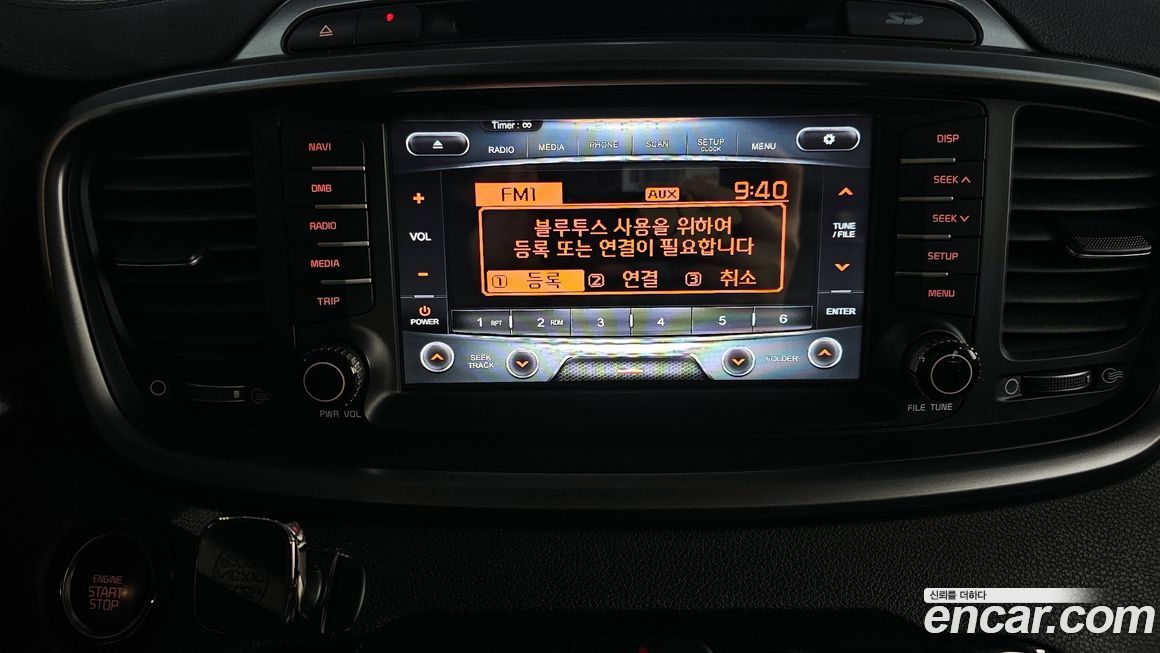 SD
Timer : ∞
NAVI
DMB
RADIO
MEDIA
TRIP
RADIO
MEDIA
PHONE
SCAN
SETUP
CLOCK
MENU
DISP
SEEK ∧
SEEK ∨
SETUP
MENU
+
VOL
-
POWER
FM1
AUX
9:40
블루투스 사용을 위하여
등록 또는 연결이 필요합니다
① 등록 ② 연결 ③ 취소
TUNE
/ FILE
ENTER
1 RPT
2 RDM
3
4
5
6
SEEK
TRACK
FOLDER
PWR VOL
FILE TUNE
ENGINE
START
STOP
신뢰를 더하다
encar.com